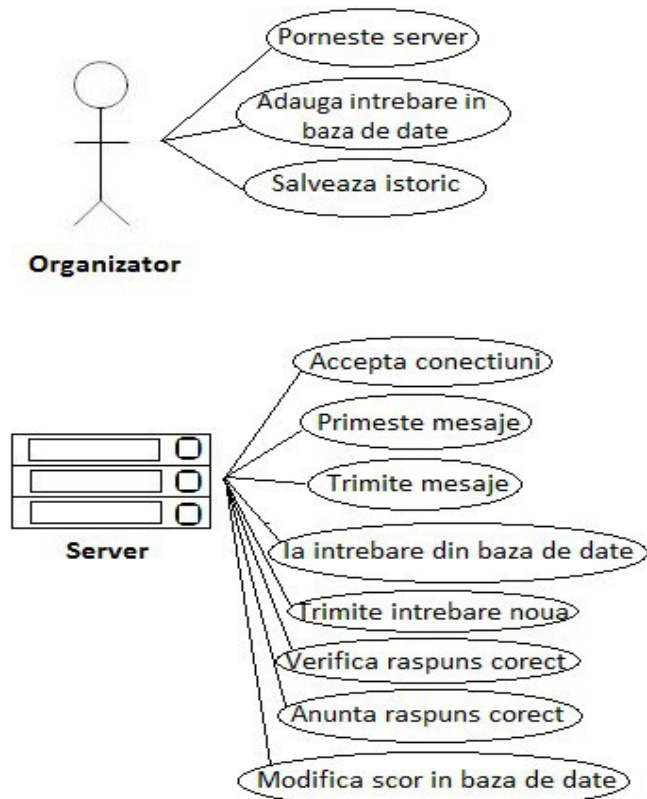 Porneste server
Adauga intrebare in
baza de date
Salveaza istoric
Organizator
Accepta conectiuni
Primeste mesaje
Trimite mesaje
Ia intrebare din baza de date
Server
Trimite intrebare noua
Verifica raspuns corect
Anunta raspuns corect
Modifica scor in baza de date